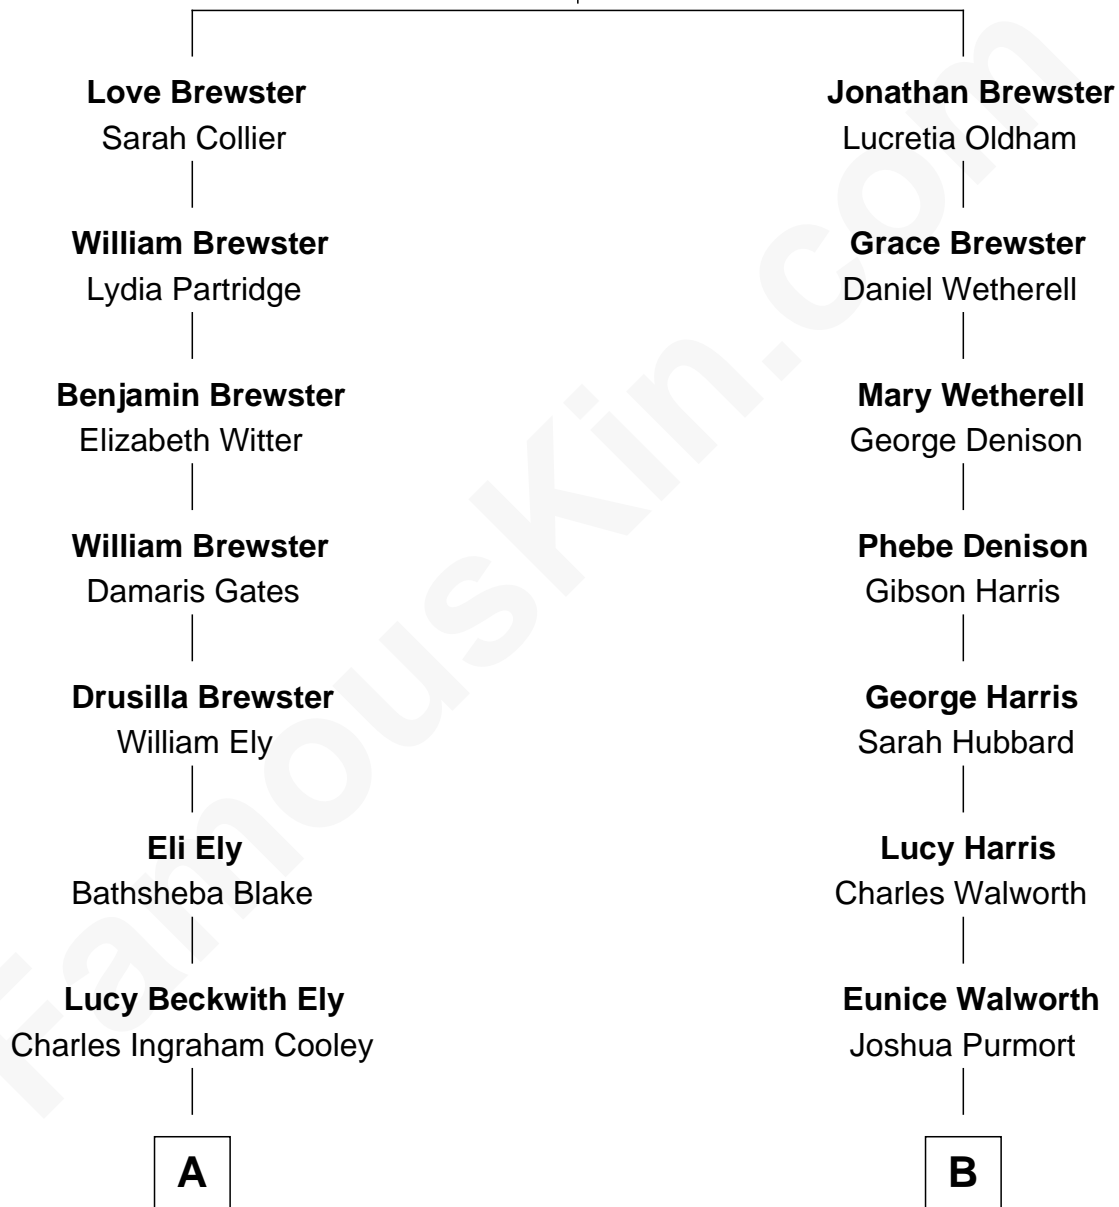 Love Brewster
Sarah Collier
William Brewster
Lydia Partridge
Benjamin Brewster
Elizabeth Witter
William Brewster
Damaris Gates
Drusilla Brewster
William Ely
Eli Ely
Bathsheba Blake
Lucy Beckwith Ely
Charles Ingraham Cooley
A
Jonathan Brewster
Lucretia Oldham
Grace Brewster
Daniel Wetherell
Mary Wetherell
George Denison
Phebe Denison
Gibson Harris
George Harris
Sarah Hubbard
Lucy Harris
Charles Walworth
Eunice Walworth
Joshua Purmort
B
FamousKin.com